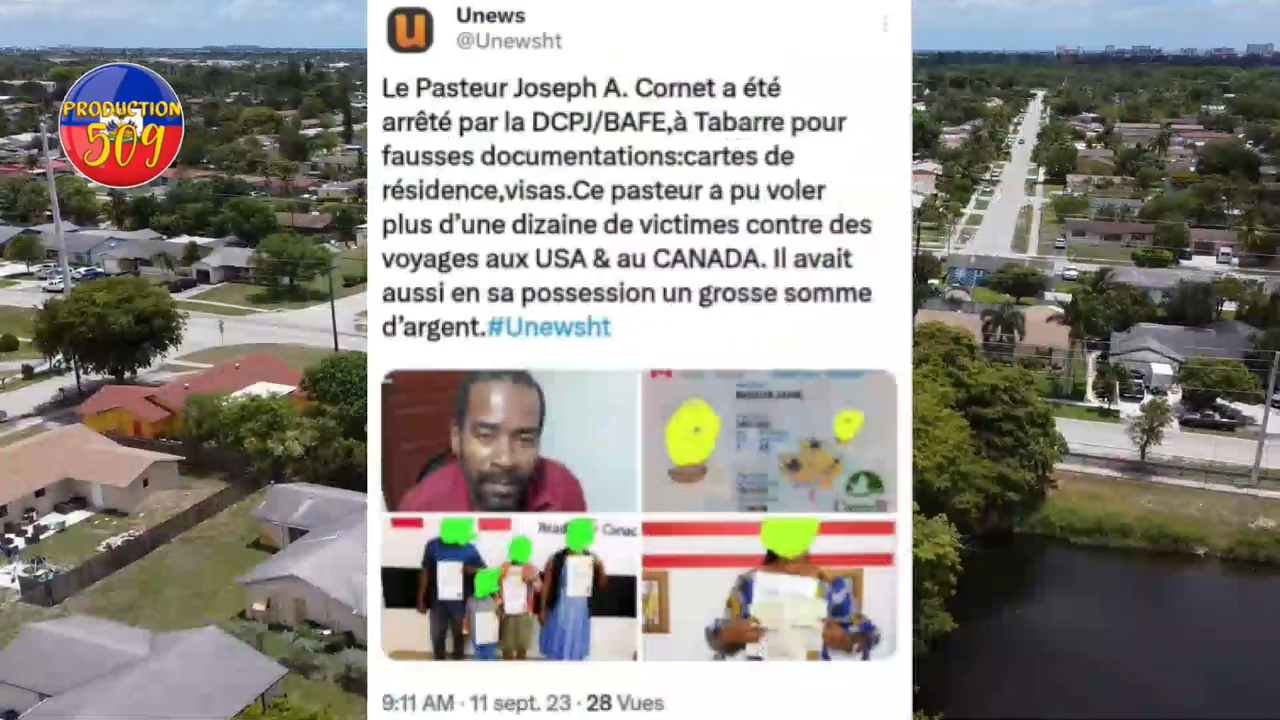 PRODUCTION
509
Unews
@Unewsht
Le Pasteur Joseph A. Cornet a été
arrêté par la DCPJ/BAFE,à Tabarre pour
fausses documentations:cartes de
résidence,visas.Ce pasteur a pu voler
plus d'une dizaine de victimes contre des
voyages aux USA & au CANADA. Il avait
aussi en sa possession un grosse somme
d'argent.#Unewsht
9:11 AM · 11 sept. 23 · 28 Vues